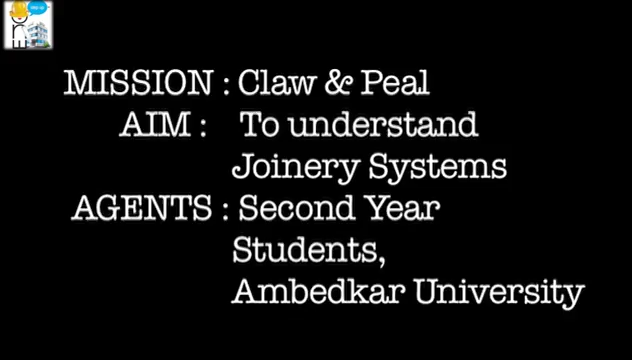 MISSION : Claw & Peal
AIM : To understand
Joinery Systems
AGENTS : Second Year
Students,
Ambedkar University